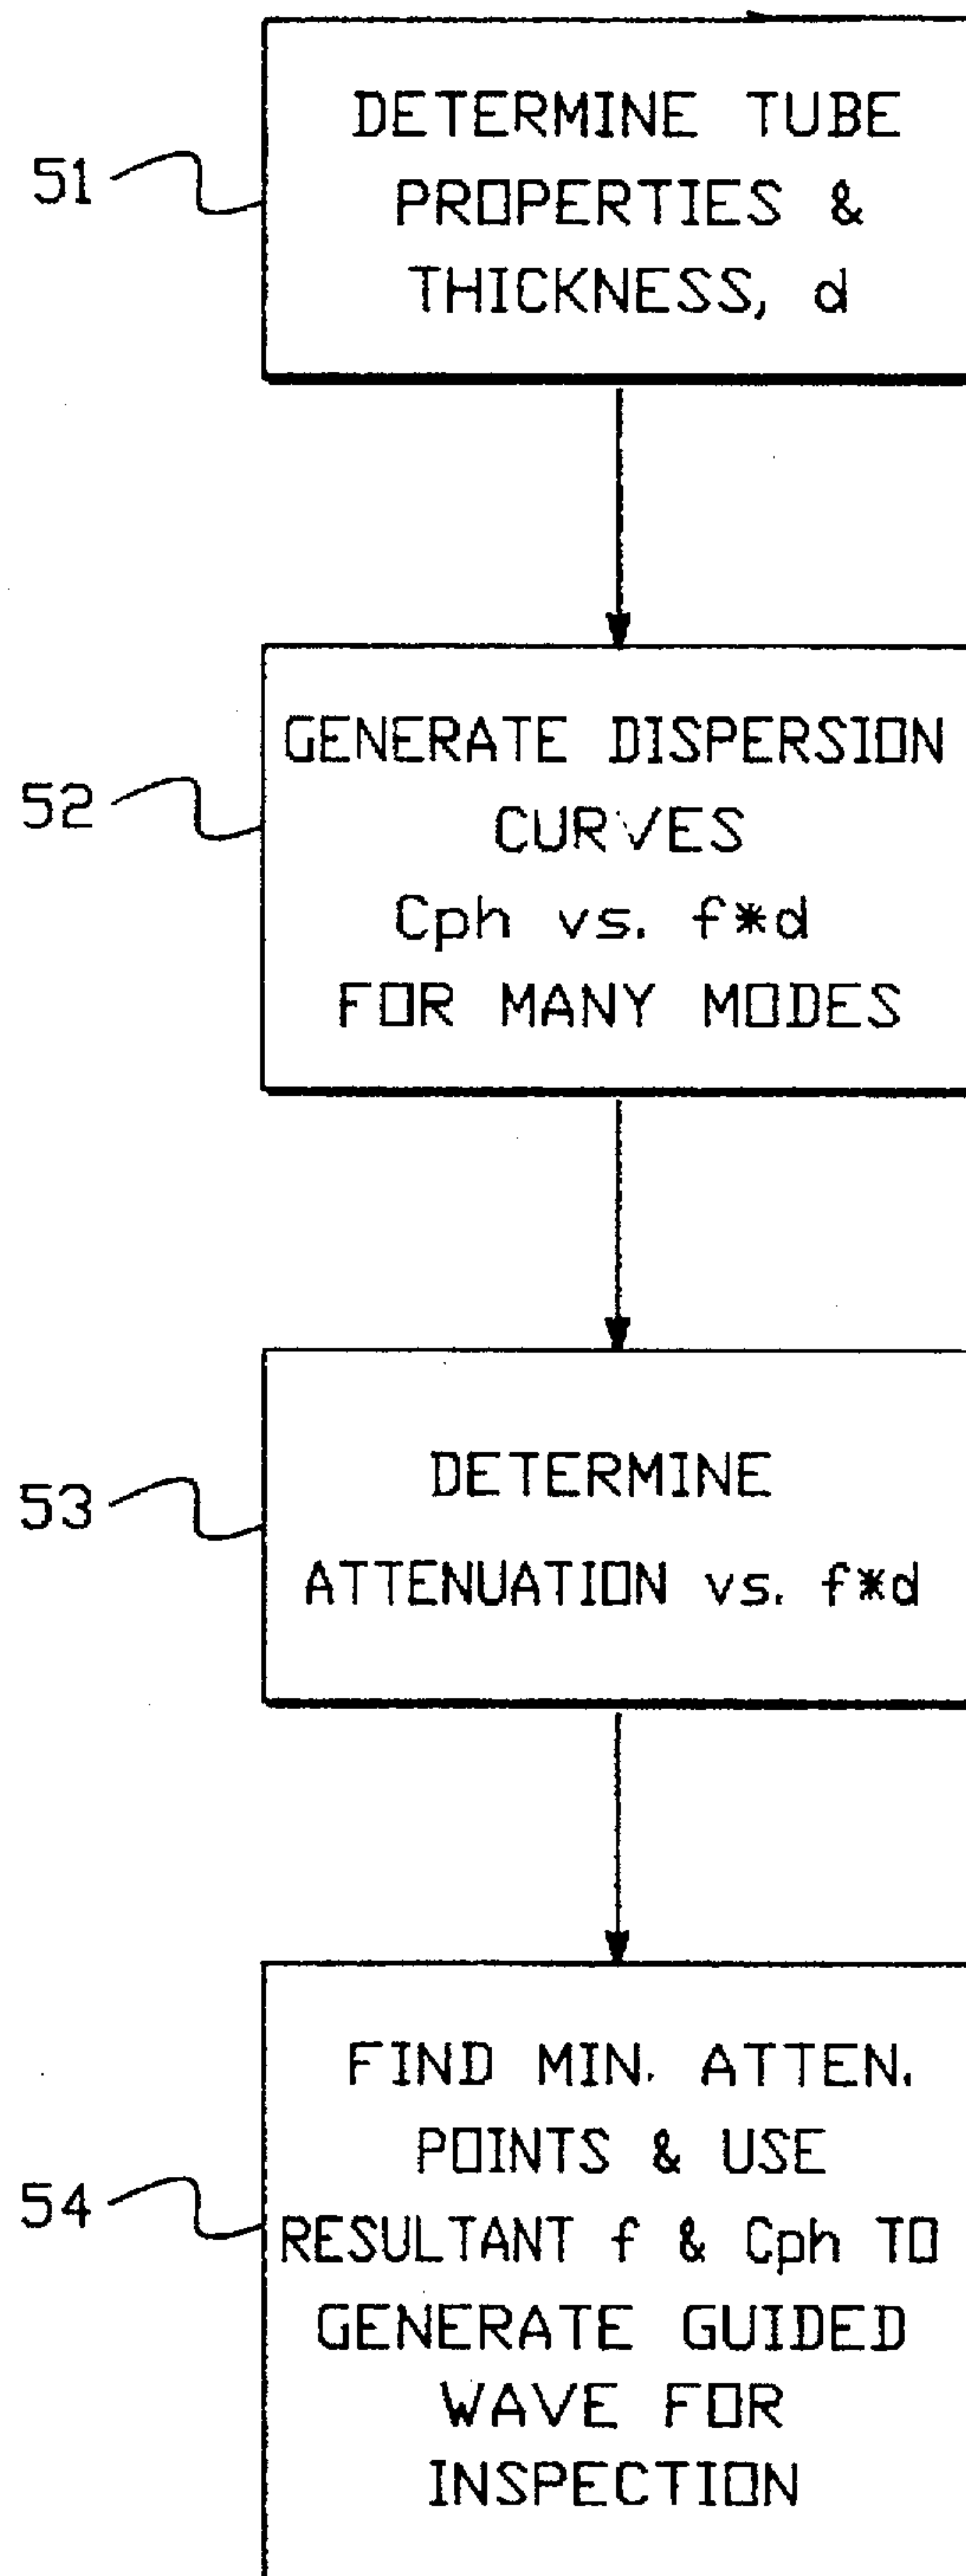 51
DETERMINE TUBE
PROPERTIES &
THICKNESS, d
52
GENERATE DISPERSION
CURVES
Cph vs. f*d
FOR MANY MODES
53
DETERMINE
ATTENUATION vs. f*d
54
FIND MIN. ATTEN.
POINTS & USE
RESULTANT f & Cph TO
GENERATE GUIDED
WAVE FOR
INSPECTION